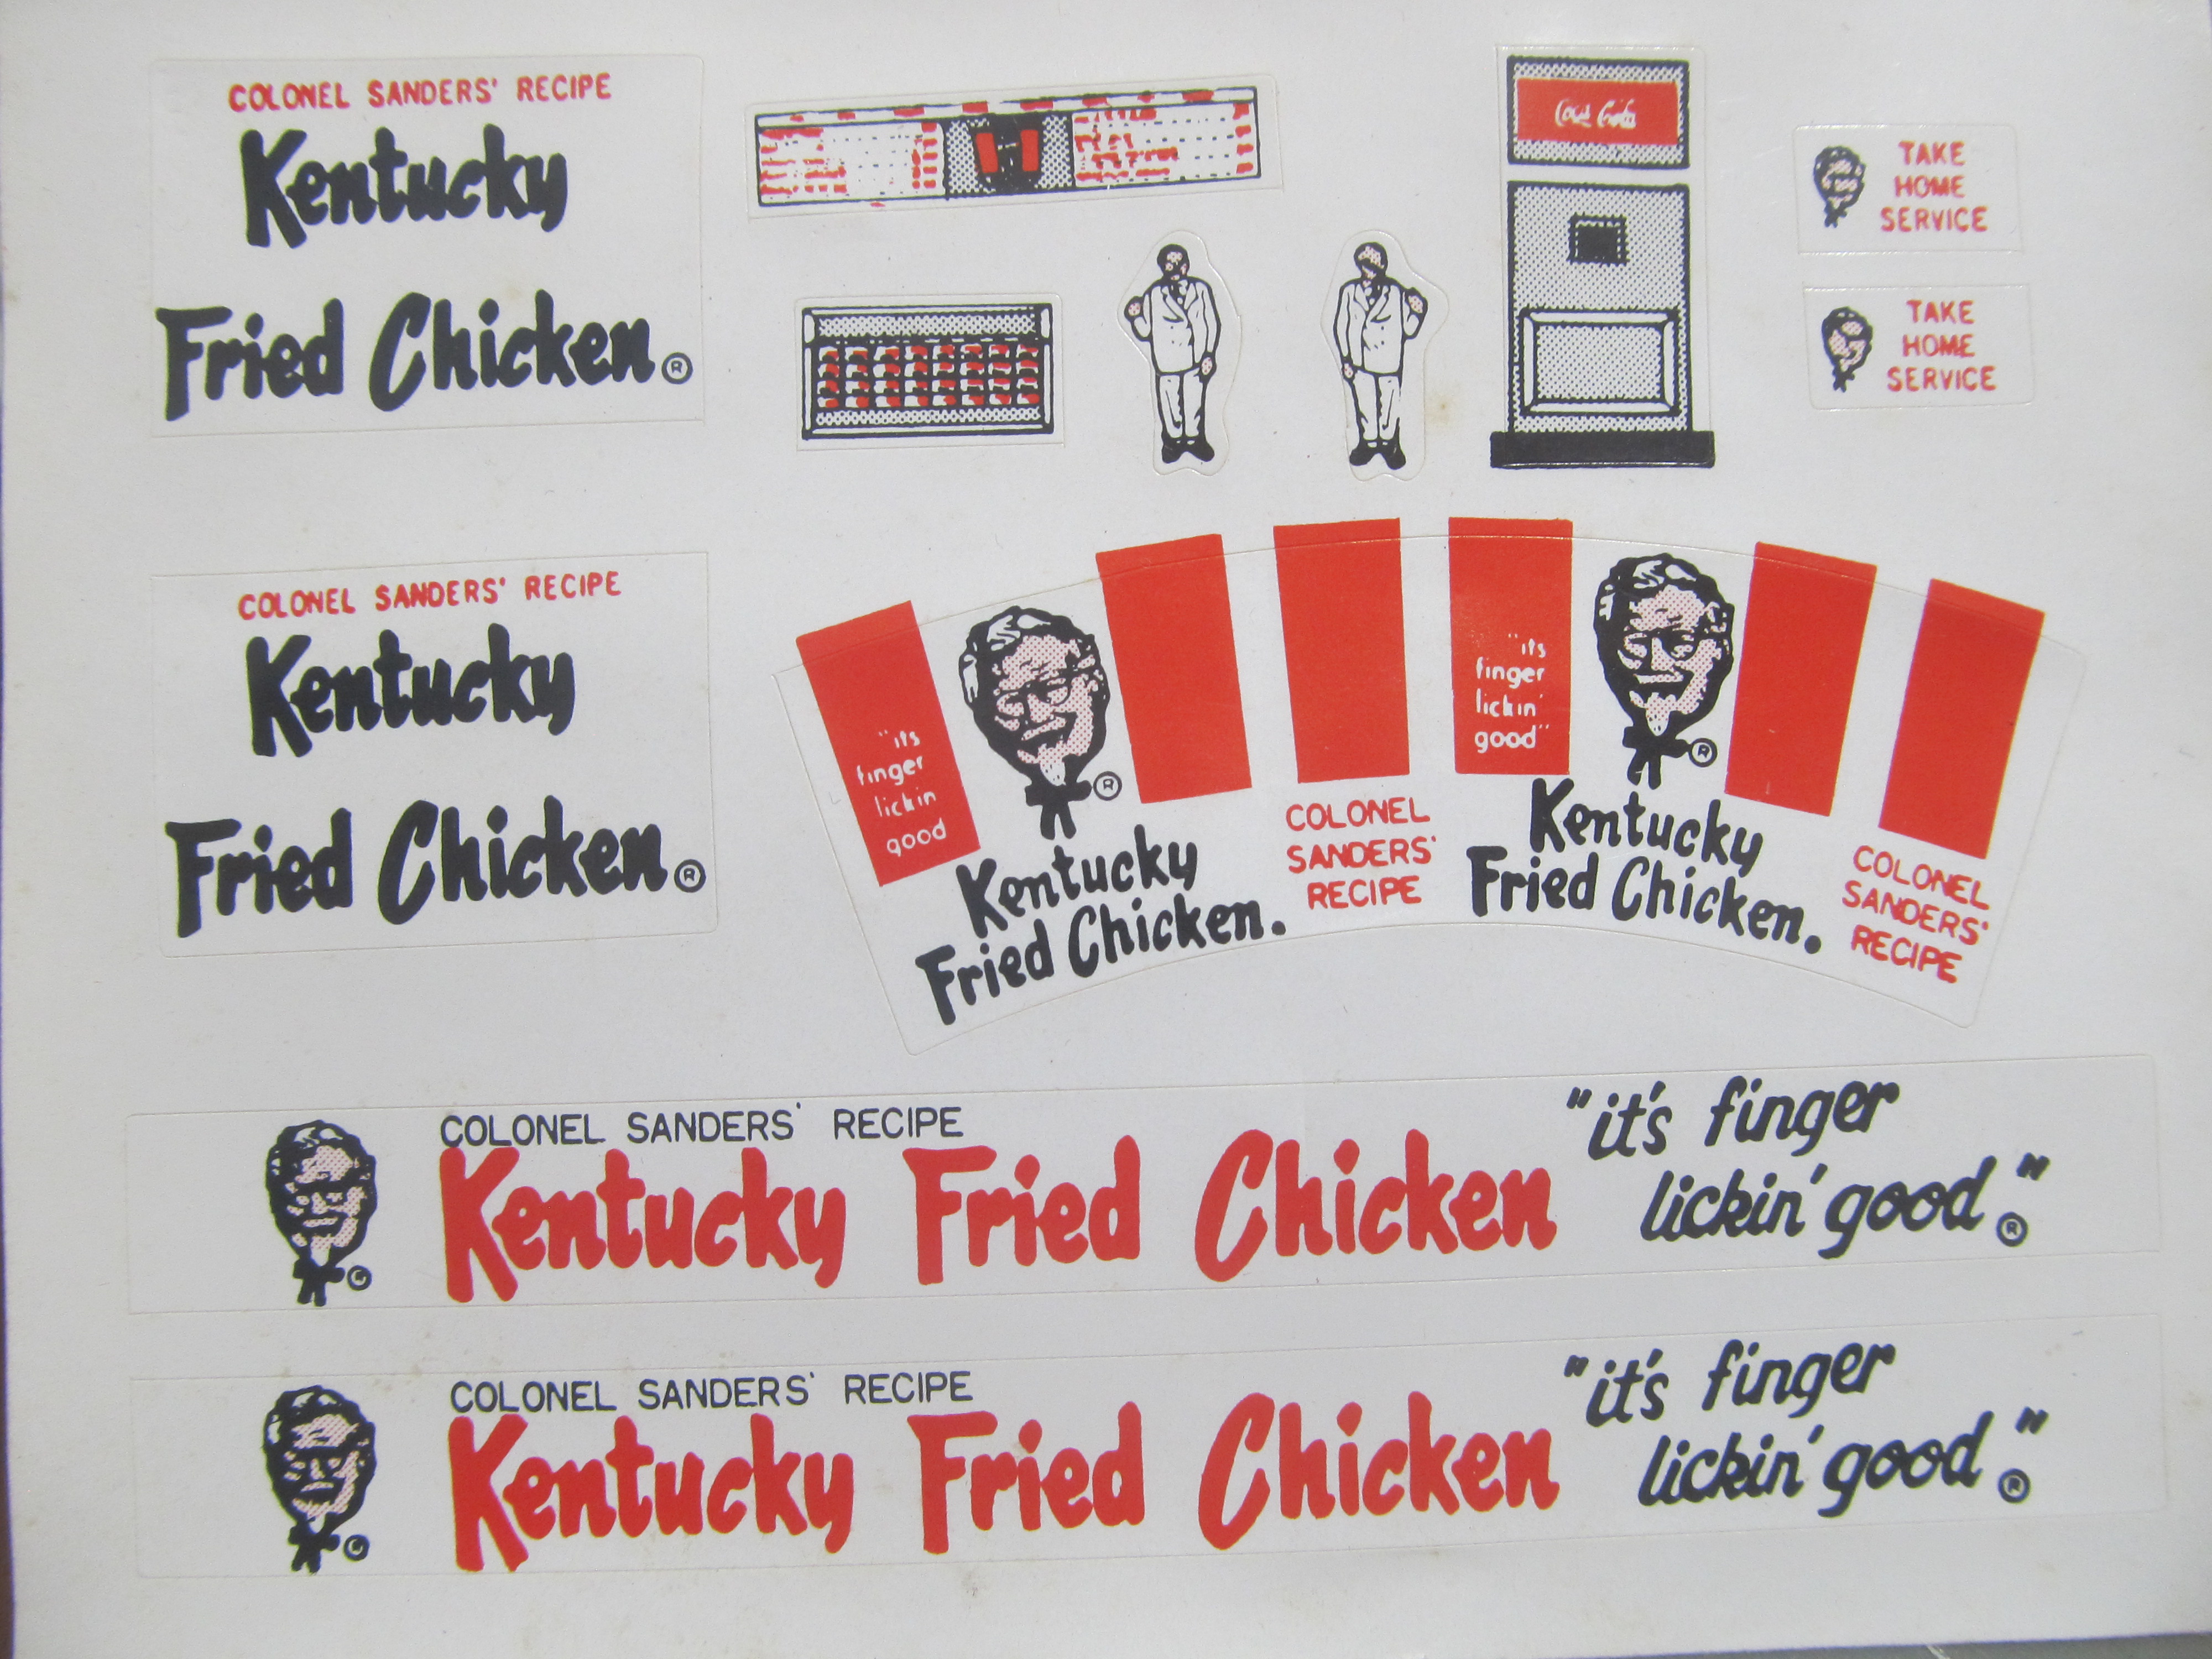 COLONEL SANDERS' RECIPE
Kentucky
Fried Chicken®
Coca Cola
TAKE
HOME
SERVICE
TAKE
HOME
SERVICE
COLONEL SANDERS' RECIPE
Kentucky
Fried Chicken®
"its
finger
lickin
good
®
Kentucky
Fried Chicken.
COLONEL
SANDERS'
RECIPE
"its
finger
lickin'
good"
®
Kentucky
Fried Chicken.
COLONEL
SANDERS'
RECIPE
©
COLONEL SANDERS' RECIPE
Kentucky Fried Chicken
"it's finger
lickin' good."®
©
COLONEL SANDERS' RECIPE
Kentucky Fried Chicken
"it's finger
lickin' good."®